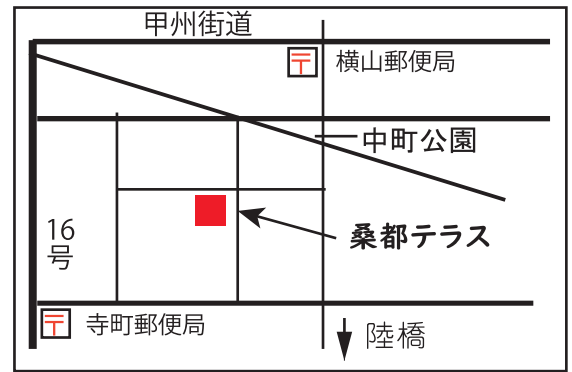 甲州街道
〒 横山郵便局
中町公園
16
号
桑都テラス
〒 寺町郵便局
陸橋